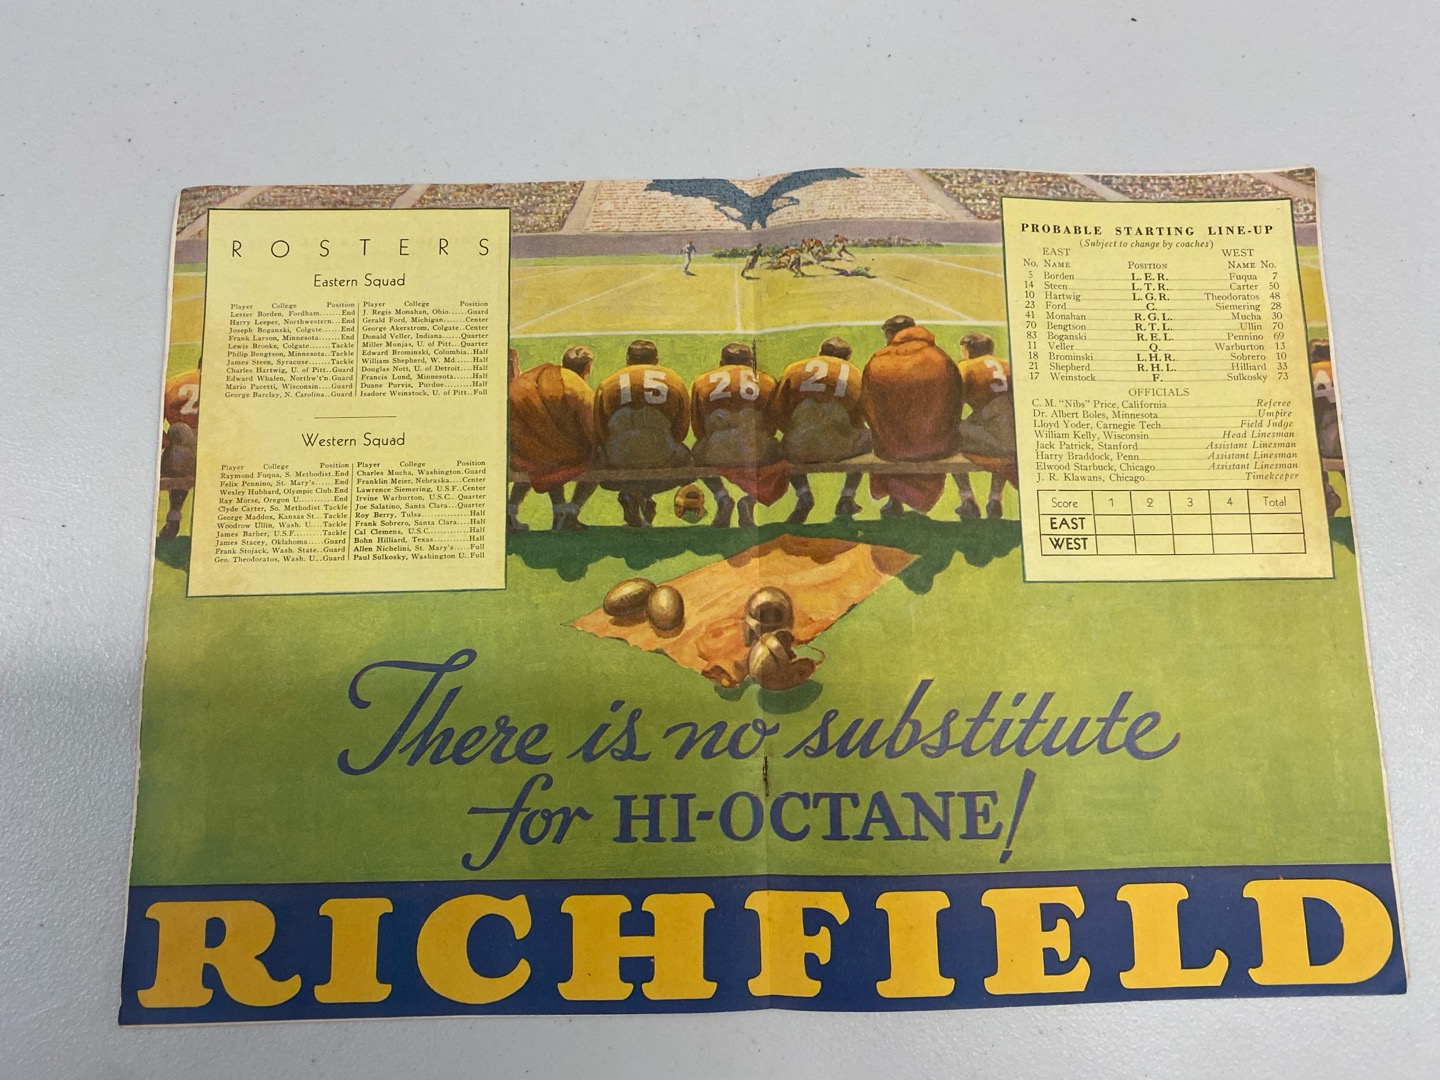 ROSTERS
Eastern Squad
Player College Position
Lester Borden, Fordham.....End
Harry Leeper, Northwestern...End
Joseph Boganski, Colgate.....End
Frank Larson, Minnesota.....End
Lewis Brooke, Colgate......Tackle
Philip Bengtson, Minnesota..Tackle
James Steen, Syracuse......Tackle
Charles Hartwig, U. of Pitt..Guard
Edward Whalen, Northwt'n.Guard
Mario Pacetti, Wisconsin....Guard
George Barclay, N. Carolina..Guard
Player College Position
J. Regis Monahan, Ohio......Guard
Gerald Ford, Michigan......Center
George Akerstrom, Colgate.Center
Donald Veller, Indiana.....Quarter
Miller Munjas, U. of Pitt..Quarter
Edward Brominski, Columbia..Half
William Shepherd, W. Md....Half
Douglas Nott, U. of Detroit....Half
Francis Lund, Minnesota......Half
Duane Purvis, Purdue.........Half
Isadore Weinstock, U. of Pitt..Full
Western Squad
Player College Position
Raymond Fuqua, S. Methodist.End
Felix Pennino, St. Mary's.....End
Wesley Hubbard, Olympic Club.End
Ray Morse, Oregon U........End
Clyde Carter, So. Methodist Tackle
George Maddox, Kansas St...Tackle
Woodrow Ullin, Wash. U....Tackle
James Barber, U.S.F........Tackle
James Stacey, Oklahoma....Guard
Frank Stojack, Wash. State..Guard
Geo. Theodoratos, Wash. U...Guard
Player College Position
Charles Mucha, Washington.Guard
Franklin Meier, Nebraska....Center
Lawrence Siemering, U.S.F..Center
Irvine Warburton, U.S.C...Quarter
Joe Salatino, Santa Clara...Quarter
Roy Berry, Tulsa.............Half
Frank Sobrero, Santa Clara....Half
Cal Clemens, U.S.C...........Half
Bohn Hilliard, Texas..........Half
Allen Nichelini, St. Mary's....Full
Paul Sulkosky, Washington U. Full
PROBABLE STARTING LINE-UP
(Subject to change by coaches)
EAST WEST
No. NAME POSITION NAME No.
5 Borden L.E.R. Fuqua 7
14 Steen L.T.R. Carter 50
10 Hartwig L.G.R. Theodoratos 48
23 Ford C. Siemering 28
41 Monahan R.G.L. Mucha 30
70 Bengtson R.T.L. Ullin 70
83 Boganski R.E.L. Pennino 69
11 Veller Q. Warburton 13
18 Brominski L.H.R. Sobrero 10
21 Shepherd R.H.L. Hilliard 33
17 Weinstock F. Sulkosky 73
OFFICIALS
C. M. "Nibs" Price, California Referee
Dr. Albert Boles, Minnesota Umpire
Lloyd Yoder, Carnegie Tech Field Judge
William Kelly, Wisconsin Head Linesman
Jack Patrick, Stanford Assistant Linesman
Harry Braddock, Penn Assistant Linesman
Elwood Starbuck, Chicago Assistant Linesman
J. R. Klawans, Chicago Timekeeper
Score 1 2 3 4 Total
EAST
WEST
2 15 26 21 3
There is no substitute
for HI-OCTANE!
RICHFIELD